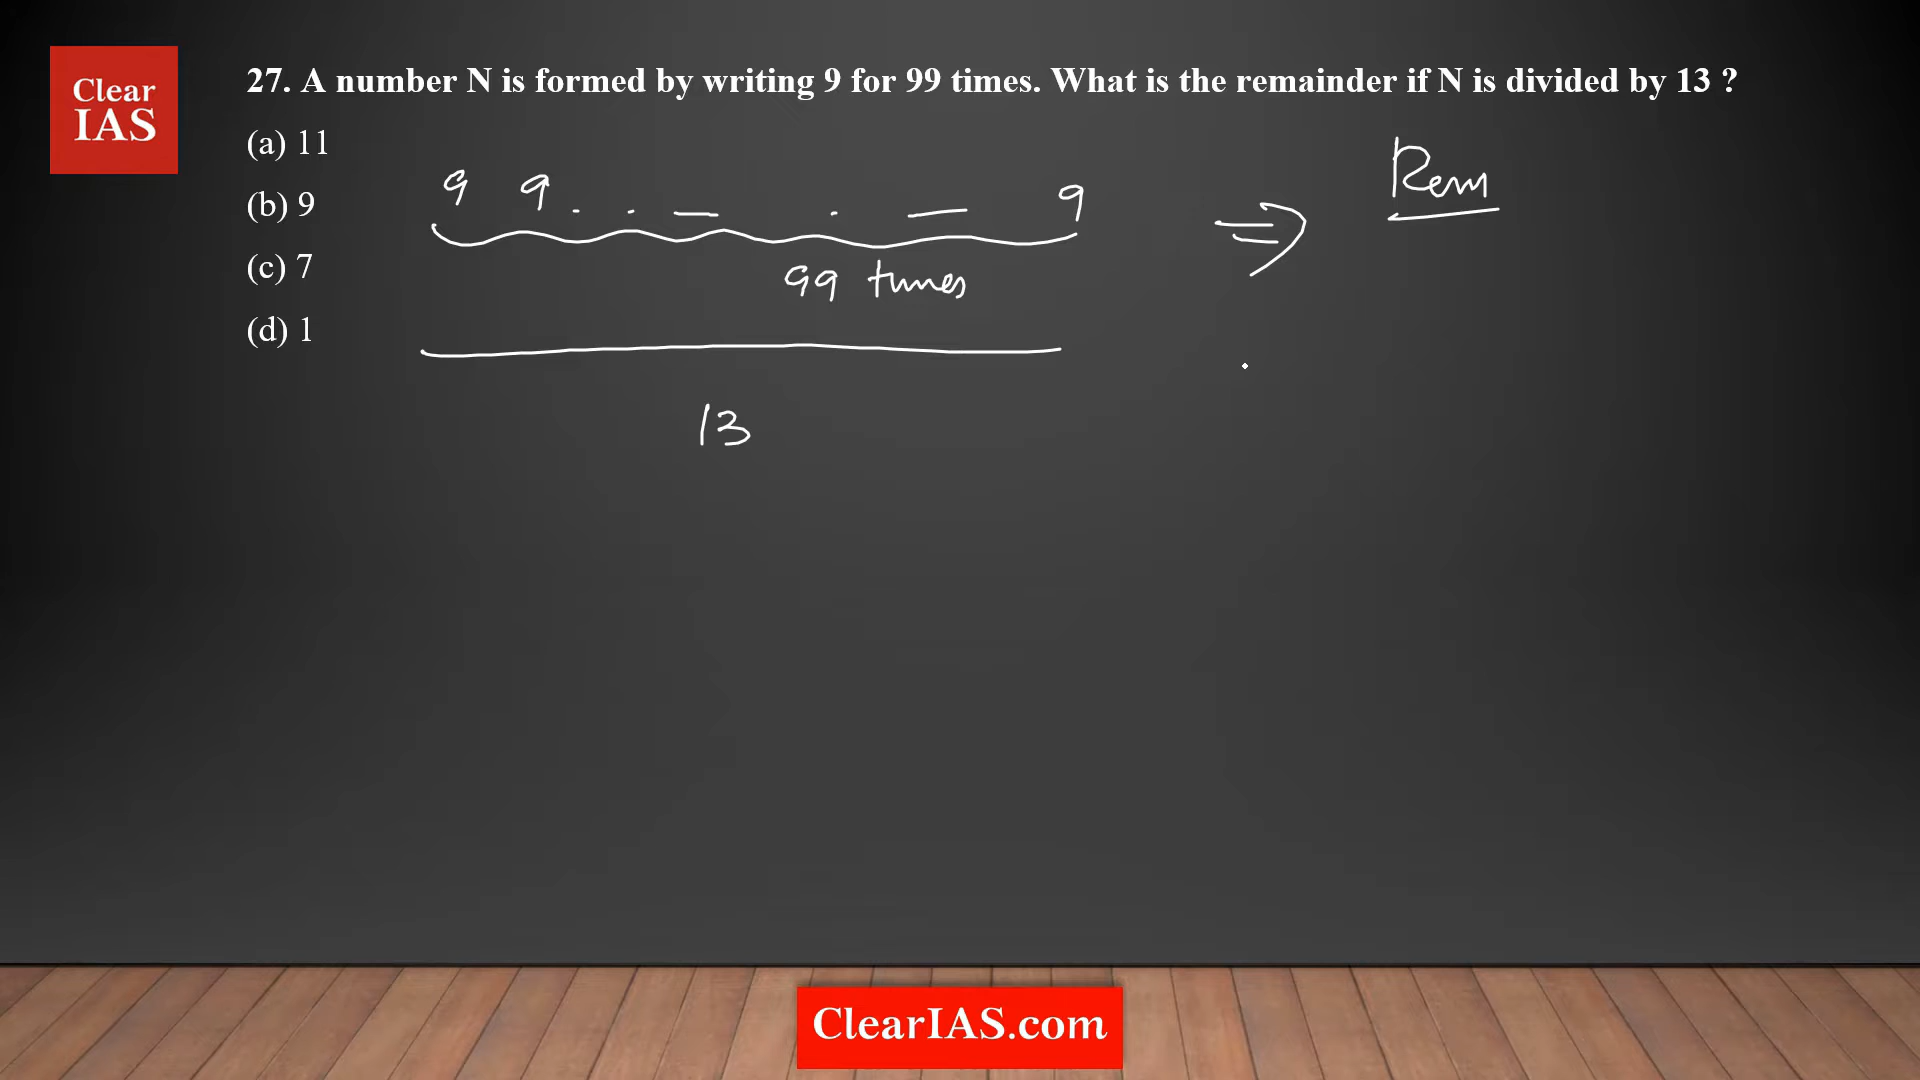 Clear
IAS
27. A number N is formed by writing 9 for 99 times. What is the remainder if N is divided by 13 ?
(a) 11
(b) 9
(c) 7
(d) 1
9 9 . . — . — 9
99 times
13
⇒ Rem
ClearIAS.com